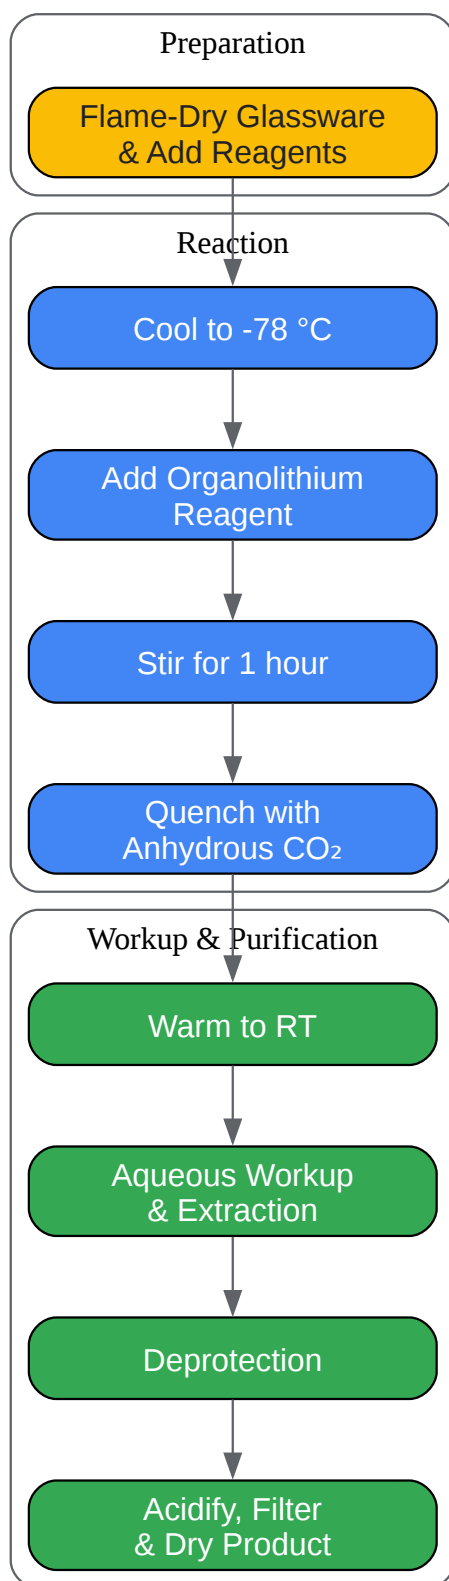 Preparation
Flame-Dry Glassware
& Add Reagents
Reaction
Cool to -78 °C
Add Organolithium
Reagent
Stir for 1 hour
Quench with
Anhydrous CO₂
Workup & Purification
Warm to RT
Aqueous Workup
& Extraction
Deprotection
Acidify, Filter
& Dry Product